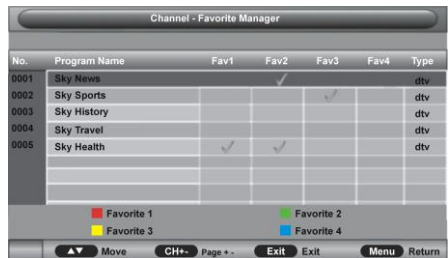 Channel - Favorite Manager
No. Program Name Fav1 Fav2 Fav3 Fav4 Type
0001 Sky News dtv
0002 Sky Sports dtv
0003 Sky History dtv
0004 Sky Travel dtv
0005 Sky Health dtv
Favorite 1 Favorite 2
Favorite 3 Favorite 4
Move CH+- Page + - Exit Exit Menu Return